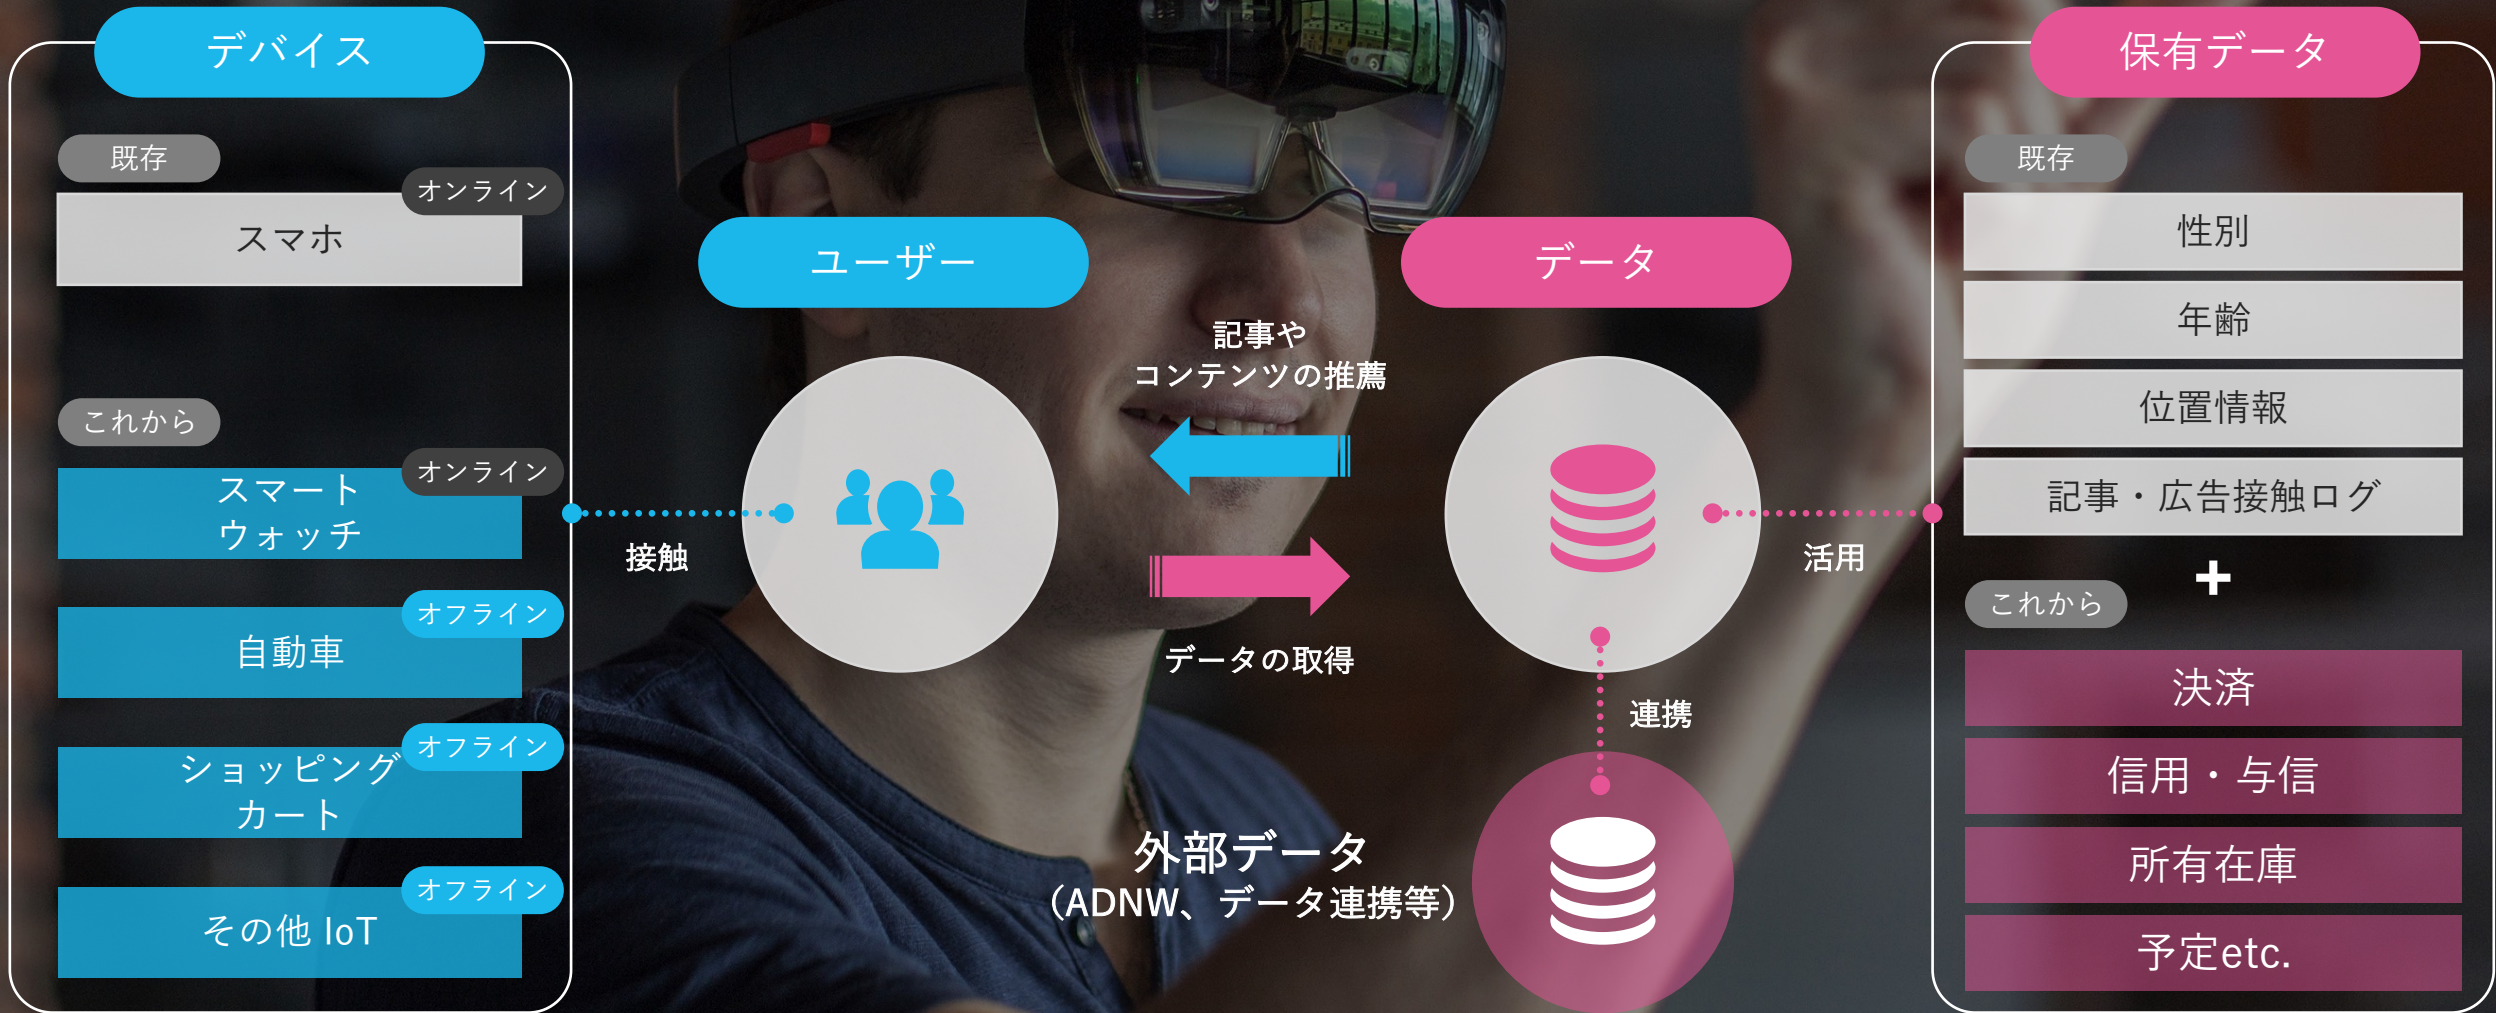 デバイス
既存
オンライン
スマホ
これから
オンライン
スマート
ウォッチ
オフライン
自動車
オフライン
ショッピング
カート
オフライン
その他 IoT
接触
ユーザー
データ
記事や
コンテンツの推薦
データの取得
連携
外部データ
（ADNW、データ連携等）
活用
保有データ
既存
性別
年齢
位置情報
記事・広告接触ログ
+
これから
決済
信用・与信
所有在庫
予定etc.